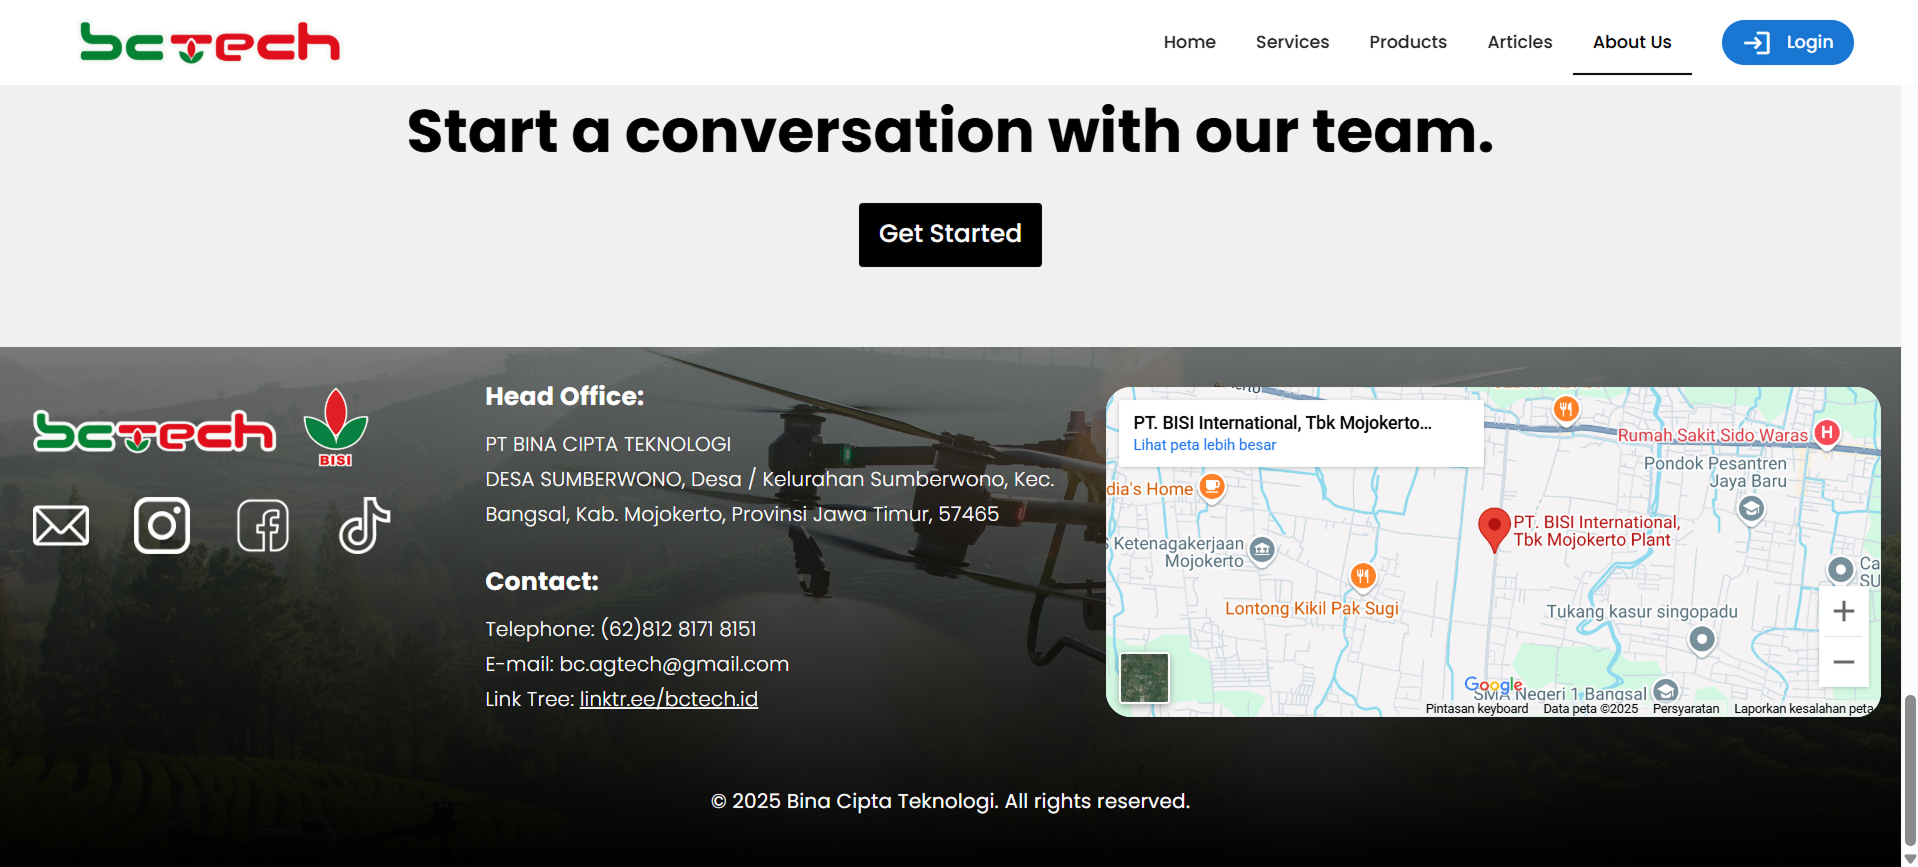 bctech
Home
Services
Products
Articles
About Us
Login
Start a conversation with our team.
Get Started
bctech
BISI
Head Office:
PT BINA CIPTA TEKNOLOGI
DESA SUMBERWONO, Desa / Kelurahan Sumberwono, Kec.
Bangsal, Kab. Mojokerto, Provinsi Jawa Timur, 57465
Contact:
Telephone: (62)812 8171 8151
E-mail: bc.agtech@gmail.com
Link Tree: linktr.ee/bctech.id
PT. BISI International, Tbk Mojokerto...
Lihat peta lebih besar
Rumah Sakit Sido Waras
H
Pondok Pesantren
Jaya Baru
dia's Home
PT. BISI International,
Tbk Mojokerto Plant
Ketenagakerjaan
Mojokerto
Ca
SU
Lontong Kikil Pak Sugi
Tukang kasur singopadu
Google
SMA Negeri 1 Bangsal
Pintasan keyboard
Data peta ©2025
Persyaratan
Laporkan kesalahan peta
© 2025 Bina Cipta Teknologi. All rights reserved.